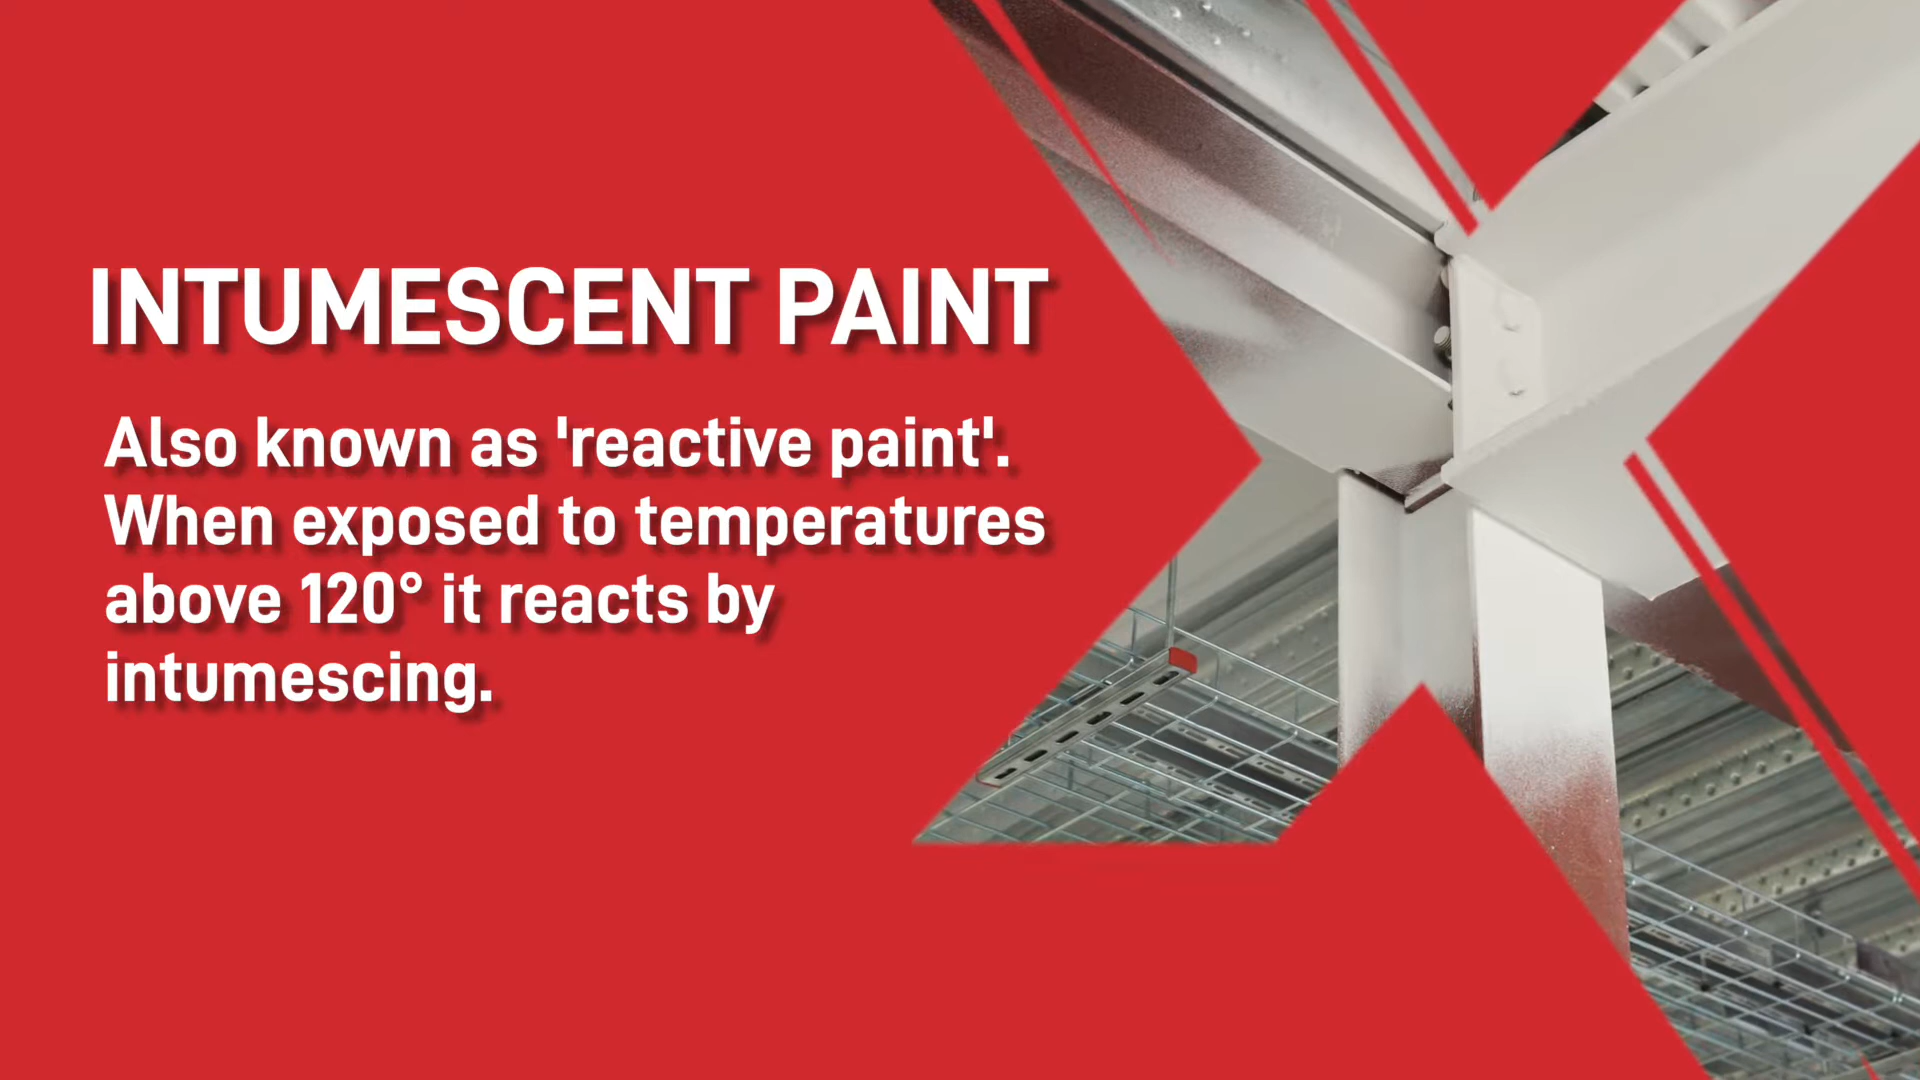 INTUMESCENT PAINT
Also known as 'reactive paint'.
When exposed to temperatures
above 120° it reacts by
intumescing.